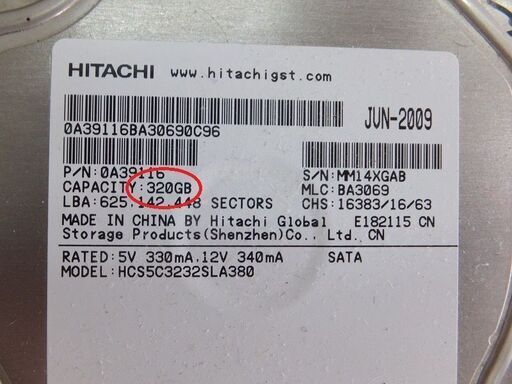 HITACHI www.hitachigst.com
JUN-2009
0A39116BA30690C96
P/N:0A39116 S/N:MM14XGAB
CAPACITY:320GB MLC:BA3069
LBA:625,142,448 SECTORS CHS:16383/16/63
MADE IN CHINA BY Hitachi Global E182115 CN
Storage Products(Shenzhen)Co., Ltd.CN
RATED:5V 330mA,12V 340mA SATA
MODEL:HCS5C3232SLA380